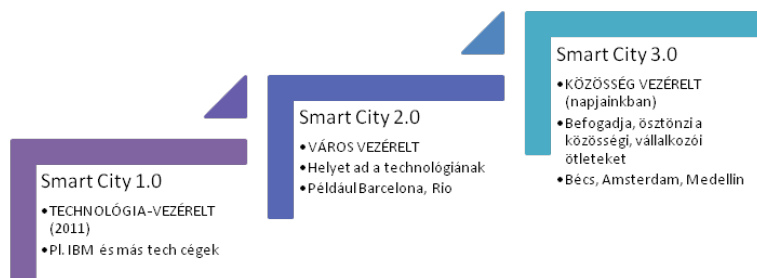 Smart City 1.0
•TECHNOLÓGIA-VEZÉRELT
(2011)
•Pl. IBM és más tech cégek
Smart City 2.0
•VÁROS VEZÉRELT
•Helyet ad a technológiának
•Például Barcelona, Rio
Smart City 3.0
•KÖZÖSSÉG VEZÉRELT
(napjainkban)
•Befogadja, ösztönzi a
közösségi, vállalkozói
ötleteket
•Bécs, Amsterdam, Medellín